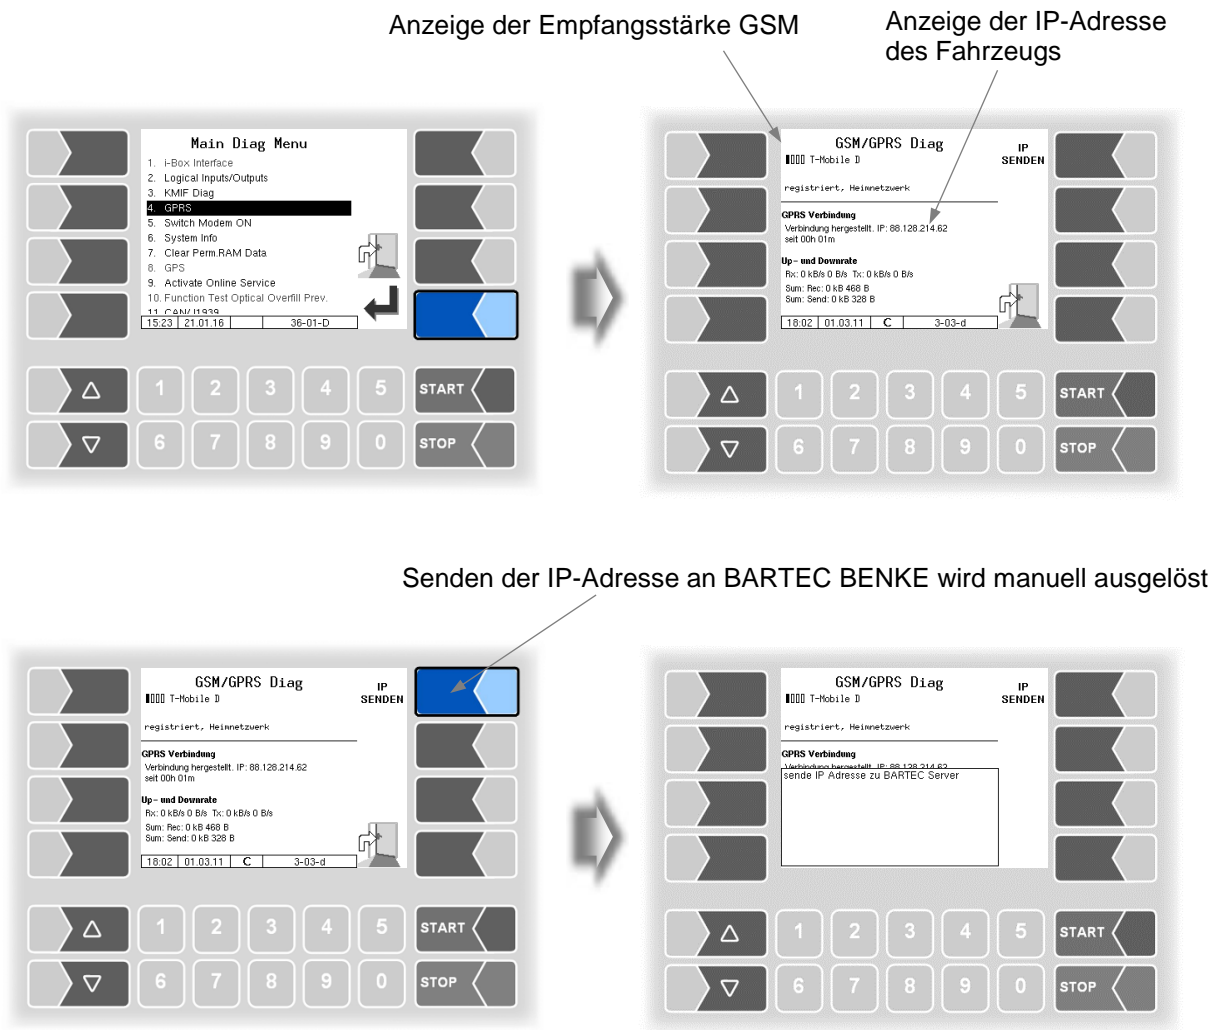 Anzeige der Empfangsstärke GSM
Anzeige der IP-Adresse
des Fahrzeugs
Main Diag Menu
1. i-Box Interface
2. Logical Inputs/Outputs
3. KMIF Diag
4. GPRS
5. Switch Modem ON
6. System Info
7. Clear Perm.RAM Data
8. GPS
9. Activate Online Service
10. Function Test Optical Overfill Prev.
11. CAN/J1939
15:23 21.01.16 36-01-D
1 2 3 4 5 START
6 7 8 9 0 STOP
GSM/GPRS Diag
IP
SENDEN
T-Mobile D
registriert, Heimnetzwerk
GPRS Verbindung
Verbindung hergestellt. IP: 88.128.214.62
seit 00h 01m
Up- und Downrate
Rx: 0 kB/s 0 B/s Tx: 0 kB/s 0 B/s
Sum: Rec: 0 kB 468 B
Sum: Send: 0 kB 328 B
18:02 01.03.11 C 3-03-d
1 2 3 4 5 START
6 7 8 9 0 STOP
Senden der IP-Adresse an BARTEC BENKE wird manuell ausgelöst
GSM/GPRS Diag
IP
SENDEN
T-Mobile D
registriert, Heimnetzwerk
GPRS Verbindung
Verbindung hergestellt. IP: 88.128.214.62
seit 00h 01m
Up- und Downrate
Rx: 0 kB/s 0 B/s Tx: 0 kB/s 0 B/s
Sum: Rec: 0 kB 468 B
Sum: Send: 0 kB 328 B
18:02 01.03.11 C 3-03-d
1 2 3 4 5 START
6 7 8 9 0 STOP
GSM/GPRS Diag
IP
SENDEN
T-Mobile D
registriert, Heimnetzwerk
GPRS Verbindung
Verbindung hergestellt. IP: 88.128.214.62
sende IP Adresse zu BARTEC Server
1 2 3 4 5 START
6 7 8 9 0 STOP